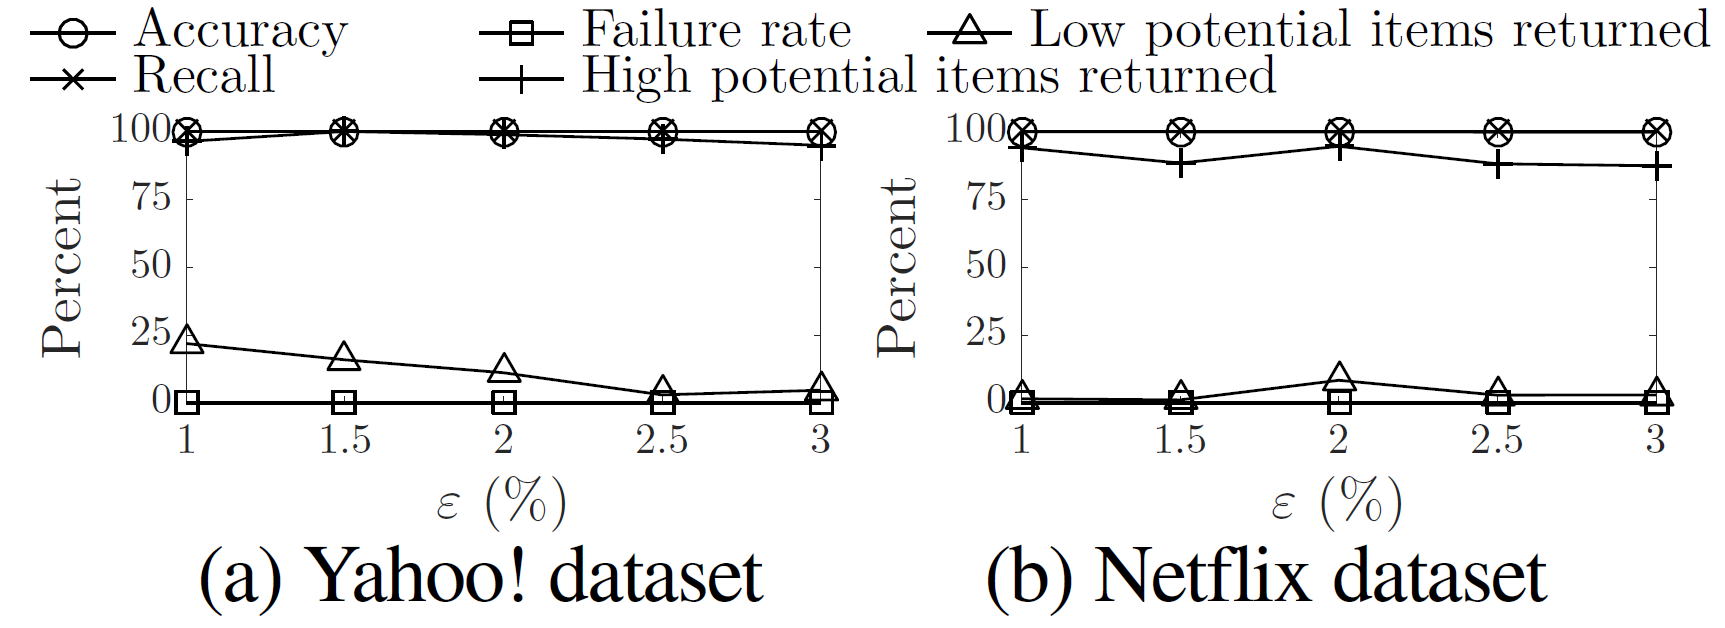 Accuracy Failure rate Low potential items returned
Recall High potential items returned
100
75
50
25
0
Percent
1 1.5 2 2.5 3
ε (%)
(a) Yahoo! dataset
100
75
50
25
0
Percent
1 1.5 2 2.5 3
ε (%)
(b) Netflix dataset